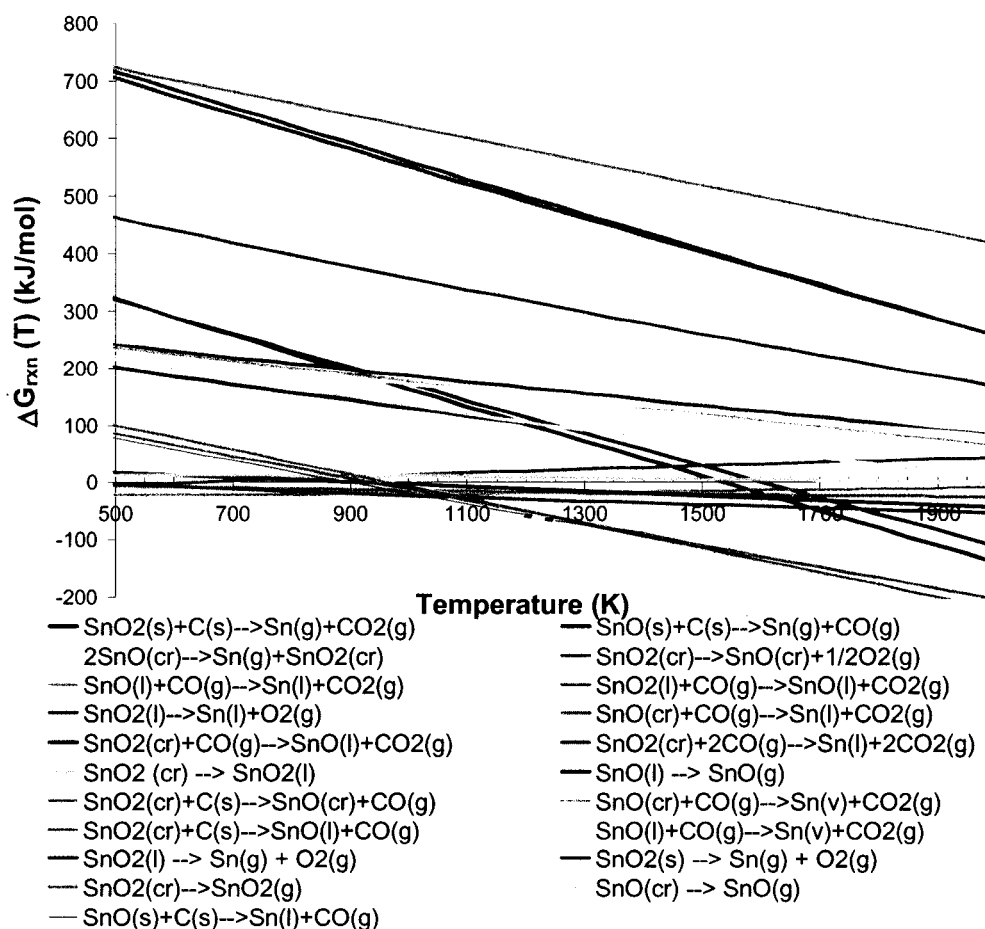 800
700
600
500
400
300
200
100
0
-100
-200
ΔG rxn (T) (kJ/mol)
500 700 900 1100 1300 1500 1700 1900
Temperature (K)
SnO2(s)+C(s)-->Sn(g)+CO2(g)
SnO(s)+C(s)-->Sn(g)+CO(g)
2SnO(cr)-->Sn(g)+SnO2(cr)
SnO2(cr)-->SnO(cr)+1/2O2(g)
SnO(l)+CO(g)-->Sn(l)+CO2(g)
SnO2(l)+CO(g)-->SnO(l)+CO2(g)
SnO2(l)-->Sn(l)+O2(g)
SnO(cr)+CO(g)-->Sn(l)+CO2(g)
SnO2(cr)+CO(g)-->SnO(l)+CO2(g)
SnO2(cr)+2CO(g)-->Sn(l)+2CO2(g)
SnO2 (cr) --> SnO2(l)
SnO(l) --> SnO(g)
SnO2(cr)+C(s)-->SnO(cr)+CO(g)
SnO(cr)+CO(g)-->Sn(v)+CO2(g)
SnO2(cr)+C(s)-->SnO(l)+CO(g)
SnO(l)+CO(g)-->Sn(v)+CO2(g)
SnO2(l) --> Sn(g) + O2(g)
SnO2(s) --> Sn(g) + O2(g)
SnO2(cr)-->SnO2(g)
SnO(cr) --> SnO(g)
SnO(s)+C(s)-->Sn(l)+CO(g)